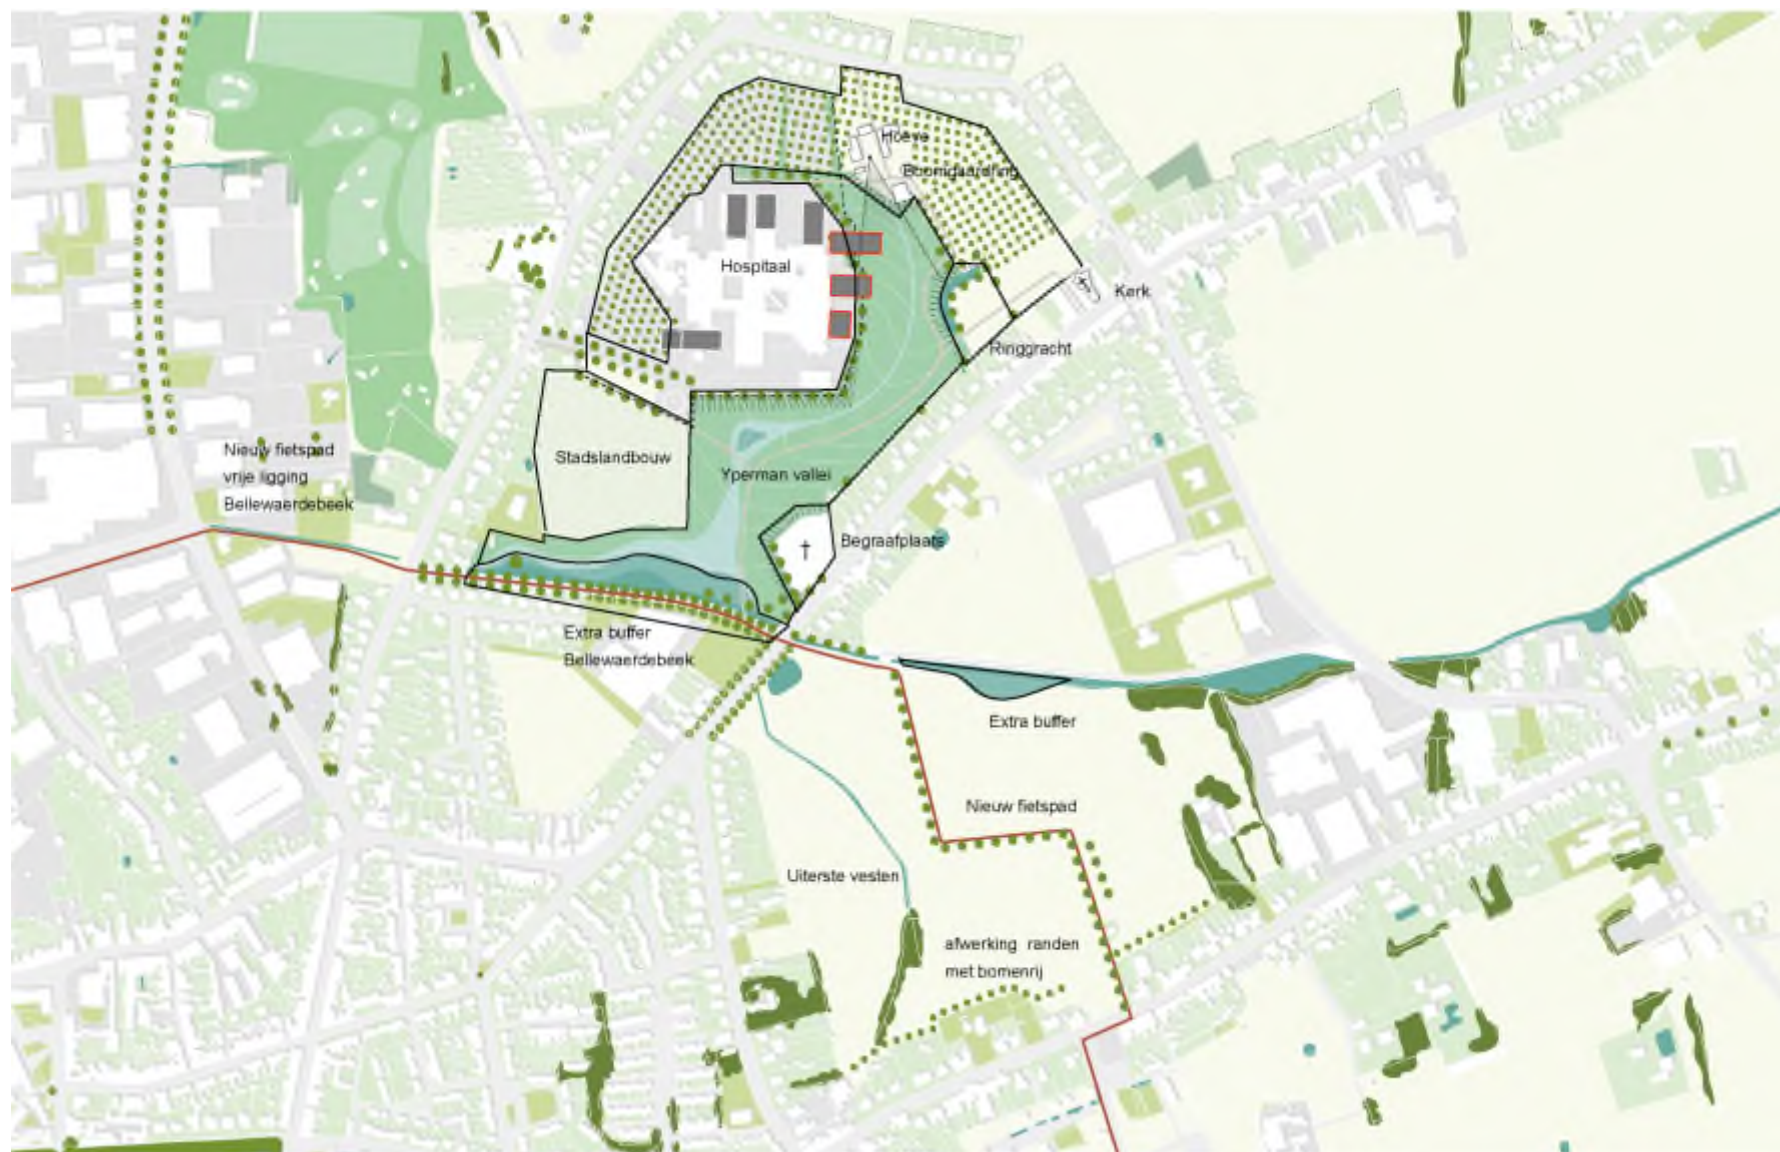 Hoeve
Boomgaardring
Hospitaal
Kerk
Ringgracht
Nieuw fietspad
vrije ligging
Bellewaerdebeek
Stadslandbouw
Yperman vallei
Begraafplaats
Extra buffer
Bellewaerdebeek
Extra buffer
Nieuw fietspad
Uiterste vesten
afwerking randen
met bomenrij